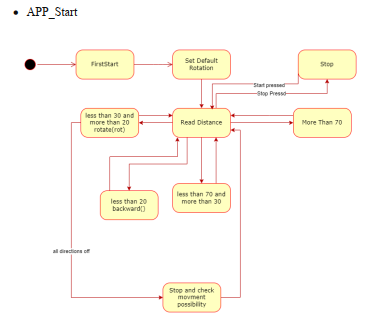 • APP_Start
FirstStart
Set Default
Rotation
Stop
Start pressed
Stop Pressd
less than 30 and
more than 20
rotate(rot)
Read Distance
More Than 70
less than 20
backward()
less than 70 and
more than 30
all directions off
Stop and check
movment
possibility